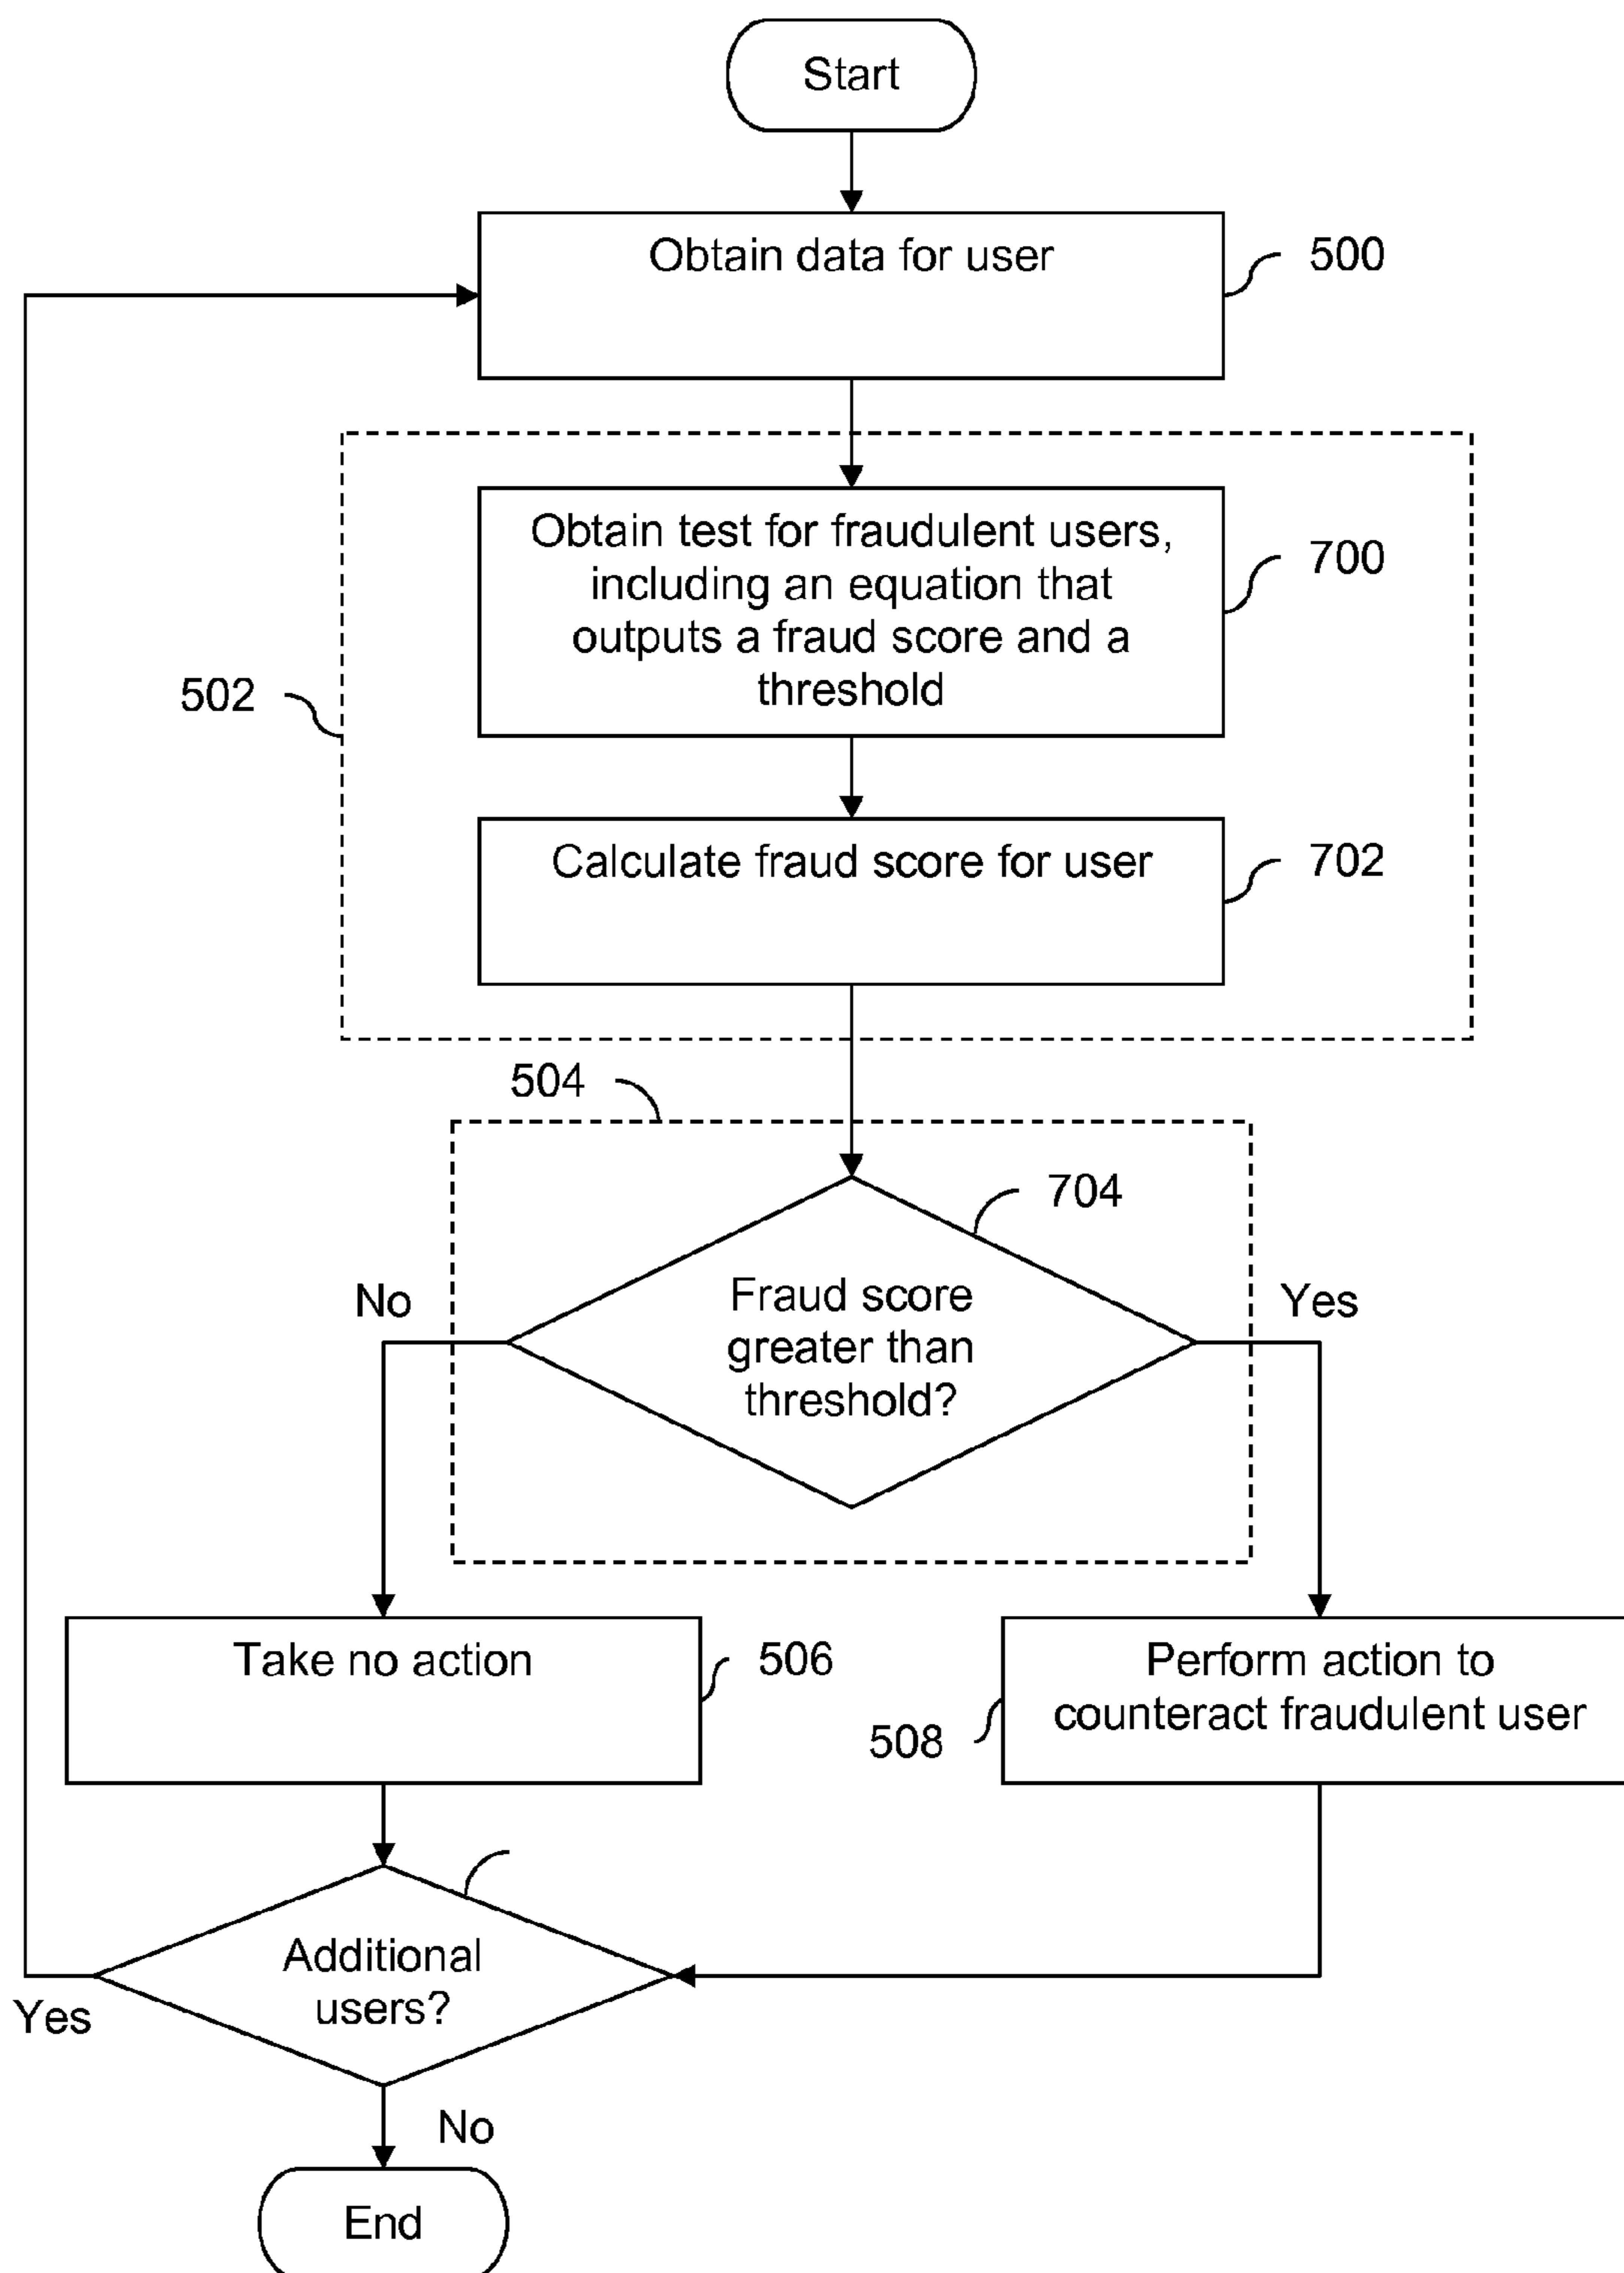 Start
Obtain data for user
500
Obtain test for fraudulent users,
including an equation that
outputs a fraud score and a
threshold
700
502
Calculate fraud score for user
702
504
704
Fraud score
greater than
threshold?
No
Yes
Take no action
506
Perform action to
counteract fraudulent user
508
Additional
users?
Yes
No
End